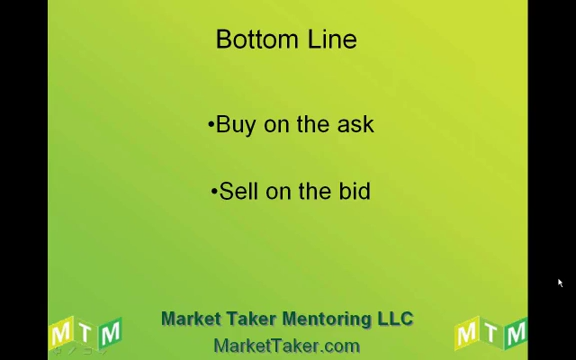 Bottom Line
•Buy on the ask
•Sell on the bid
Market Taker Mentoring LLC
MarketTaker.com
MTM
MTM